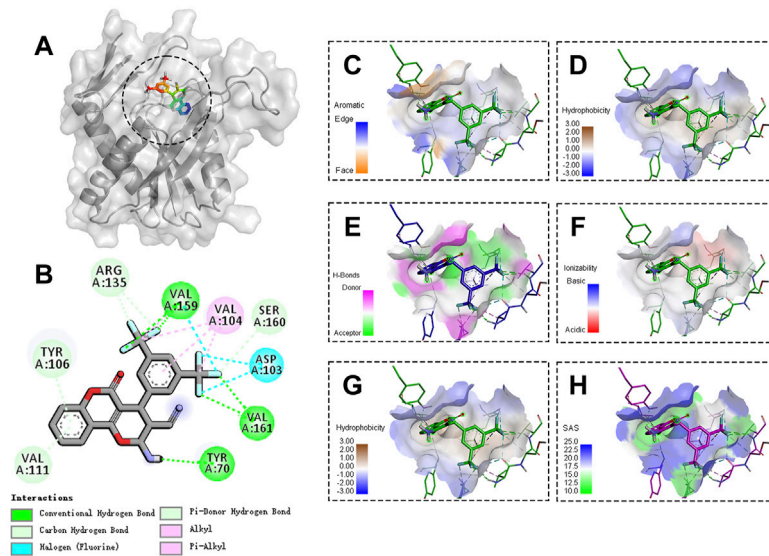 A
B
ARG
A:135
VAL
A:159
VAL
A:104
SER
A:160
TYR
A:106
ASP
A:103
VAL
A:161
VAL
A:111
TYR
A:70
Interactions
Conventional Hydrogen Bond
Carbon Hydrogen Bond
Halogen (Fluorine)
Pi-Donor Hydrogen Bond
Alkyl
Pi-Alkyl
C
Aromatic
Edge
Face
D
Hydrophobicity
3.00
2.00
1.00
0.00
-1.00
-2.00
-3.00
E
H-Bonds
Donor
Acceptor
F
Ionizability
Basic
Acidic
G
Hydrophobicity
3.00
2.00
1.00
0.00
-1.00
-2.00
-3.00
H
SAS
25.0
22.5
20.0
17.5
15.0
12.5
10.0